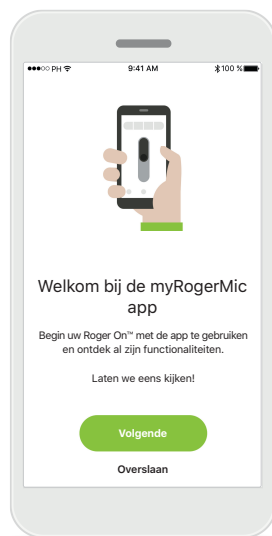 PH 9:41 AM 100 %
Welkom bij de myRogerMic
app
Begin uw Roger On™ met de app te gebruiken
en ontdek al zijn functionaliteiten.
Laten we eens kijken!
Volgende
Overslaan